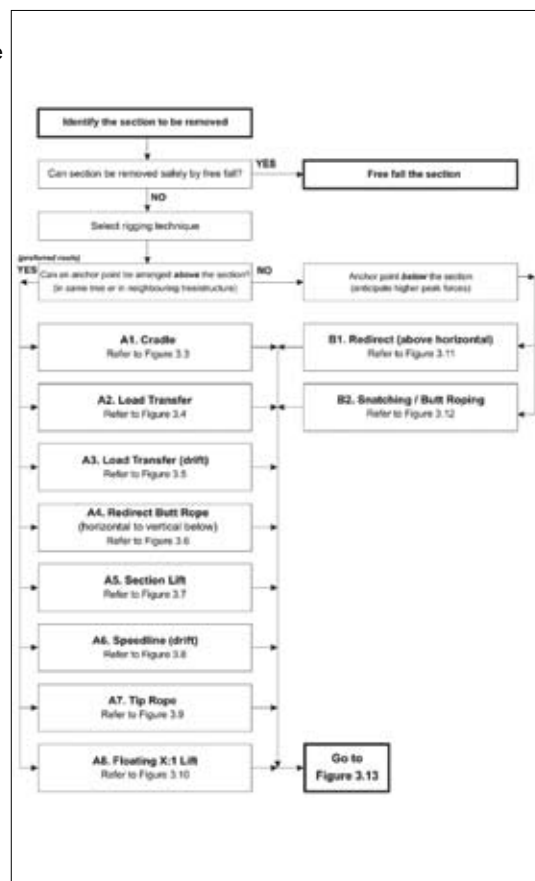 e
Identify the section to be removed
Can section be removed safely by free fall?
YES
Free fall the section
NO
Select rigging technique
(preferred route)
YES
Can an anchor point be arranged above the section?
(in same tree or in neighbouring tree/structure)
NO
Anchor point below the section
(anticipate higher peak forces)
A1. Cradle
Refer to Figure 3.3
B1. Redirect (above horizontal)
Refer to Figure 3.11
A2. Load Transfer
Refer to Figure 3.4
B2. Snatching / Butt Roping
Refer to Figure 3.12
A3. Load Transfer (drift)
Refer to Figure 3.5
A4. Redirect Butt Rope
(horizontal to vertical below)
Refer to Figure 3.6
A5. Section Lift
Refer to Figure 3.7
A6. Speedline (drift)
Refer to Figure 3.8
A7. Tip Rope
Refer to Figure 3.9
A8. Floating X:1 Lift
Refer to Figure 3.10
Go to
Figure 3.13